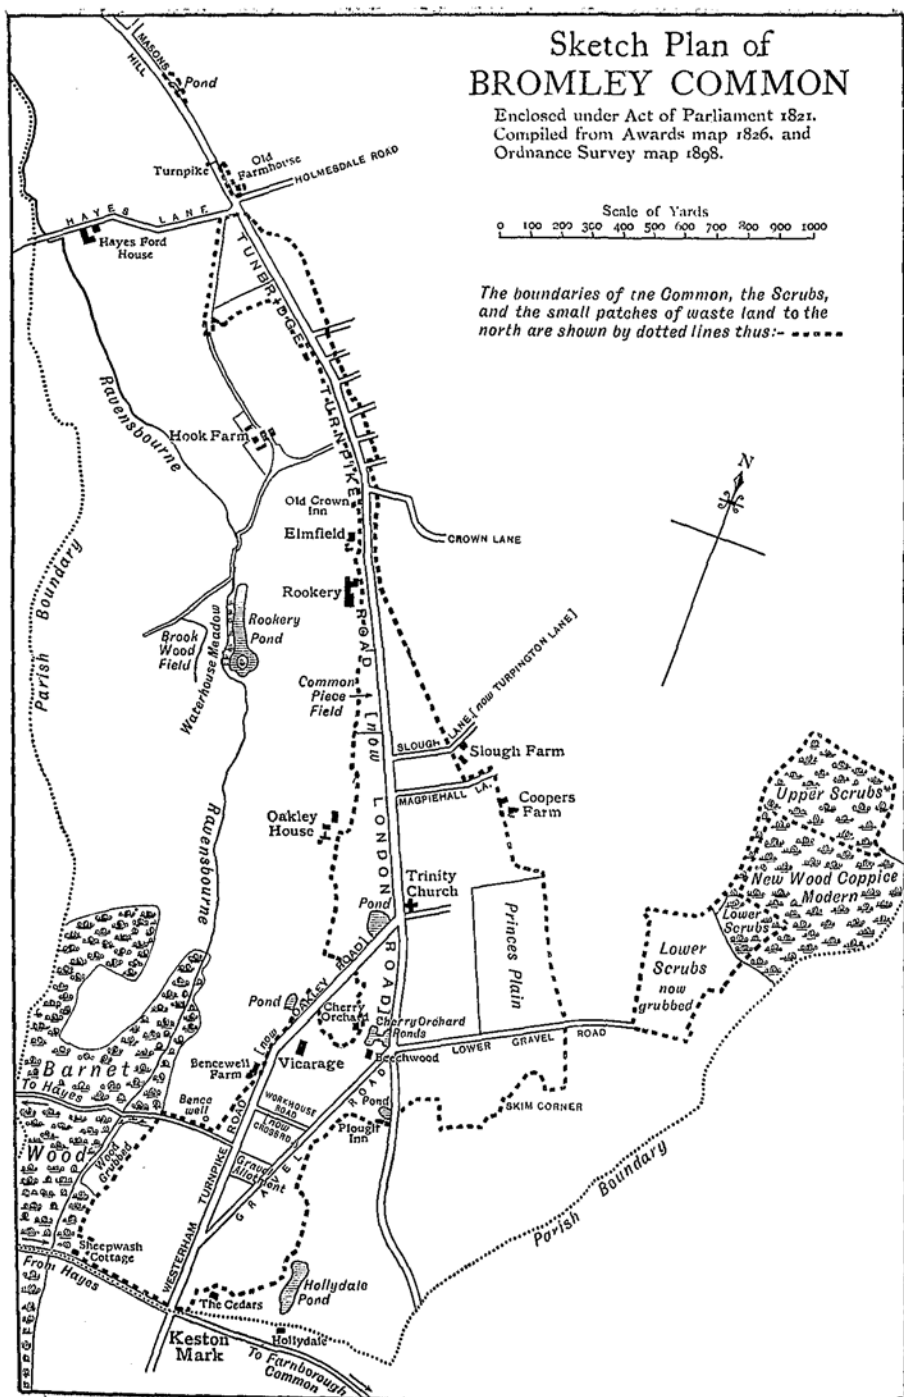 Sketch Plan of
BROMLEY COMMON
Enclosed under Act of Parliament 1821.
Compiled from Awards map 1826. and
Ordnance Survey map 1898.
Scale of Yards
0 100 200 300 400 500 600 700 800 900 1000
The boundaries of the Common, the Scrubs,
and the small patches of waste land to the
north are shown by dotted lines thus:-
N
MASONS
HILL
Pond
Turnpike
Old
Farmhouse
HOLMESDALE ROAD
HAYES LANE
Hayes Ford
House
TUNBRIDGE TURNPIKE ROAD [now LONDON ROAD]
Ravensbourne
Hook Farm
Old Crown
Inn
Elmfield
CROWN LANE
Rookery
Parish Boundary
Rookery
Pond
Brook
Wood
Field
Waterhouse Meadow
Common
Piece
Field
SLOUGH LANE [now TURPINGTON LANE]
Slough Farm
MAGPIEHALL LA.
Coopers
Farm
Oakley
House
Upper Scrubs
New Wood Coppice
Modern
Lower
Scrubs
Lower
Scrubs
now
grubbed
Trinity
Church
Pond
Princes Plain
Ravensbourne
WESTERHAM TURNPIKE ROAD [now OAKLEY ROAD]
Pond
Cherry
Orchard
Cherry Orchard
Ponds
LOWER GRAVEL ROAD
Beechwood
Vicarage
Bencewell
Farm
Barnet
Wood
To Hayes
Bence
well
WORKHOUSE
ROAD
[now
CROSS RD.]
Pond
Plough
Inn
SKIM CORNER
Wood Grubbed
Gravel
Allotment
GRAVEL ROAD
Parish Boundary
Sheepwash
Cottage
From Hayes
The Cedars
Hollydale
Pond
Keston
Mark
Hollydale
To Farnborough
Common